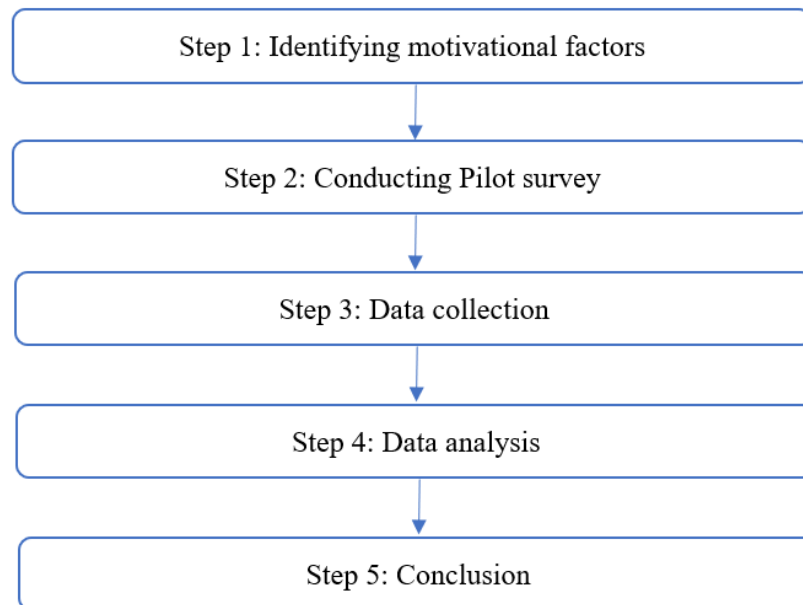 Step 1: Identifying motivational factors
Step 2: Conducting Pilot survey
Step 3: Data collection
Step 4: Data analysis
Step 5: Conclusion